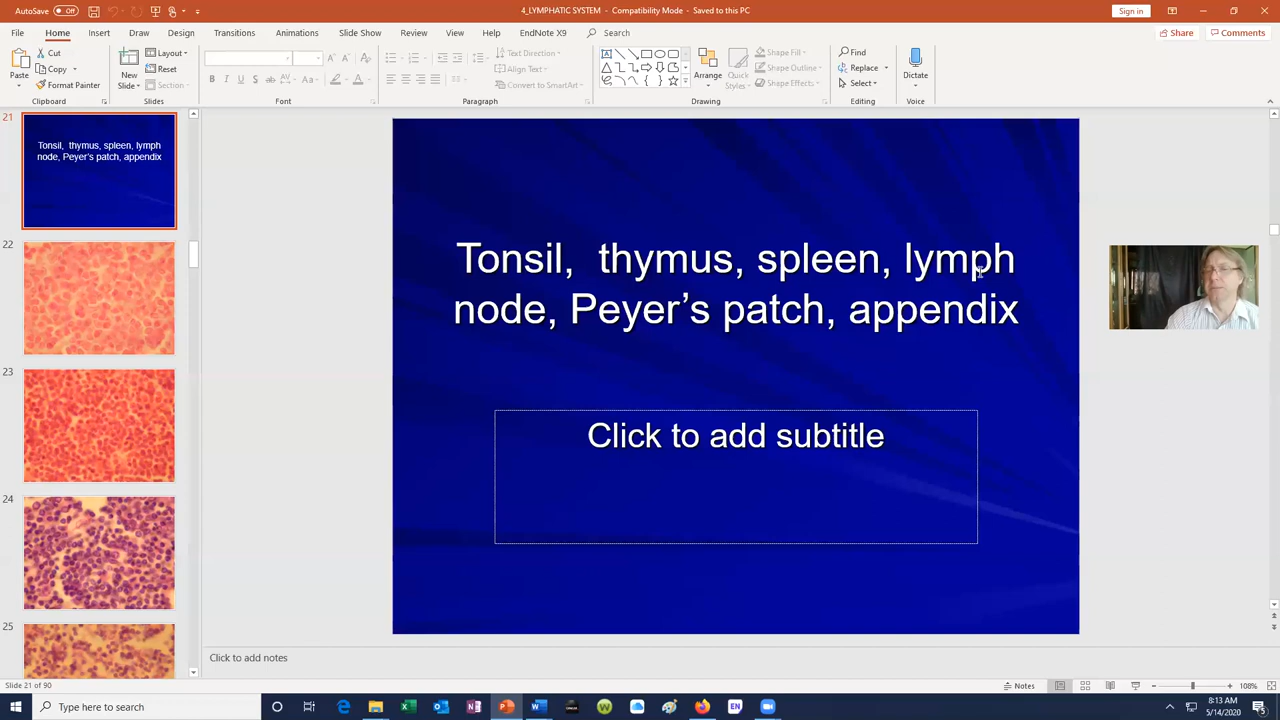 AutoSave Off
4_LYMPHATIC SYSTEM - Compatibility Mode - Saved to this PC
Sign in
File Home Insert Draw Design Transitions Animations Slide Show Review View Help EndNote X9 Search
Share Comments
Paste
Cut
Copy
Format Painter
Clipboard
New
Slide
Layout
Reset
Section
Slides
B I U S ab AV Aa A
Font
Text Direction
Align Text
Convert to SmartArt
Paragraph
Arrange
Quick
Styles
Shape Fill
Shape Outline
Shape Effects
Drawing
Find
Replace
Select
Editing
Dictate
Voice
21
Tonsil, thymus, spleen, lymph
node, Peyer's patch, appendix
22
23
24
25
Tonsil, thymus, spleen, lymph
node, Peyer’s patch, appendix
Click to add subtitle
Click to add notes
Slide 21 of 90
Notes
108%
Type here to search
EN
8:13 AM
5/14/2020